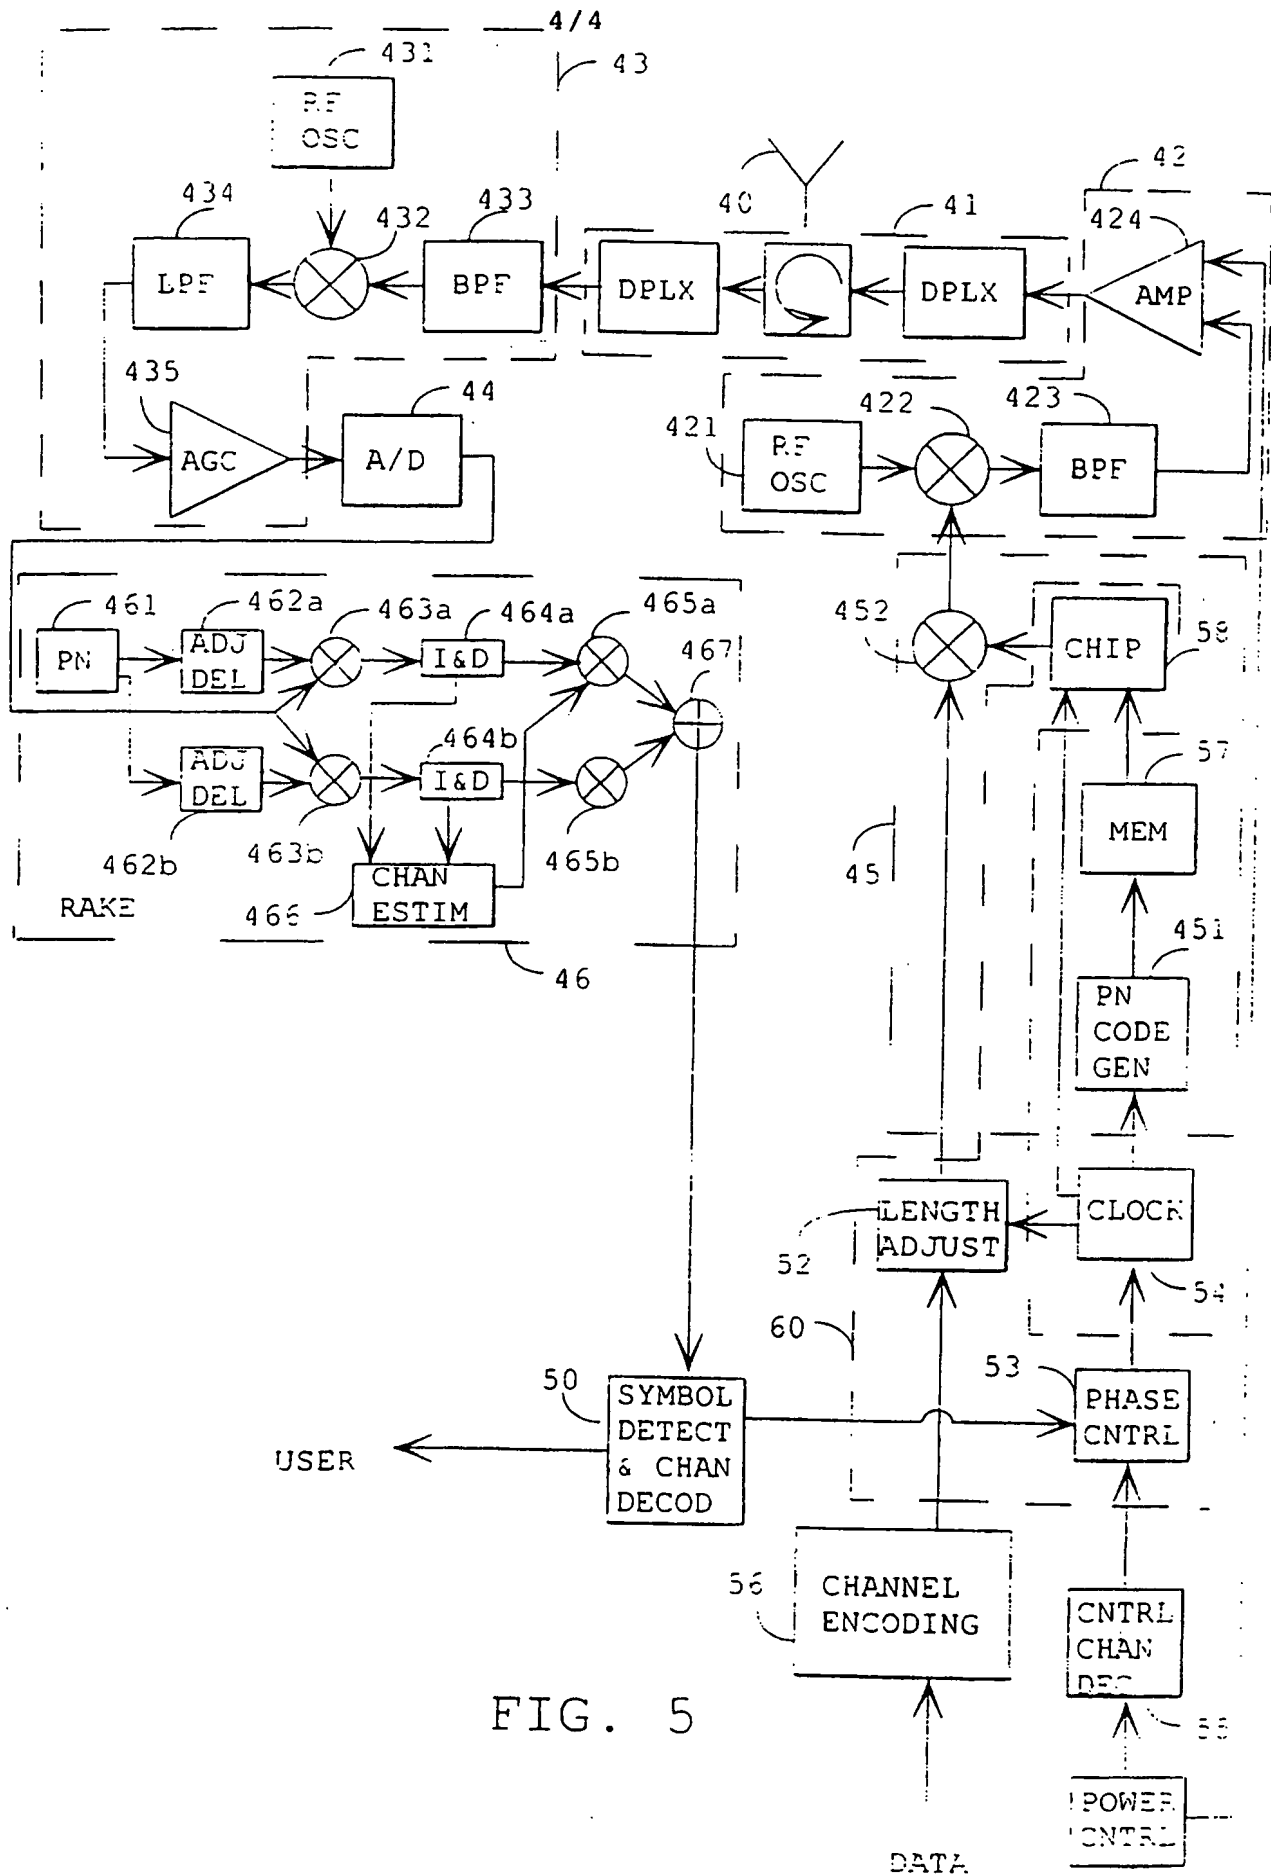 4/4
431
43
RF
OSC
42
40
41
424
434
432
433
LPF
BPF
DPLX
DPLX
AMP
435
44
422
423
421
RF
OSC
BPF
AGC
A/D
461
462a
463a
464a
465a
467
452
58
PN
ADJ
DEL
I&D
CHIP
464b
57
ADJ
DEL
I&D
MEM
462b
463b
465b
45
CHAN
ESTIM
466
RAKE
46
451
PN
CODE
GEN
LENGTH
ADJUST
CLOCK
52
54
60
53
50
SYMBOL
DETECT
& CHAN
DECOD
PHASE
CNTRL
USER
56
CHANNEL
ENCODING
CNTRL
CHAN
FIG. 5
POWER
CNTRL
DATA